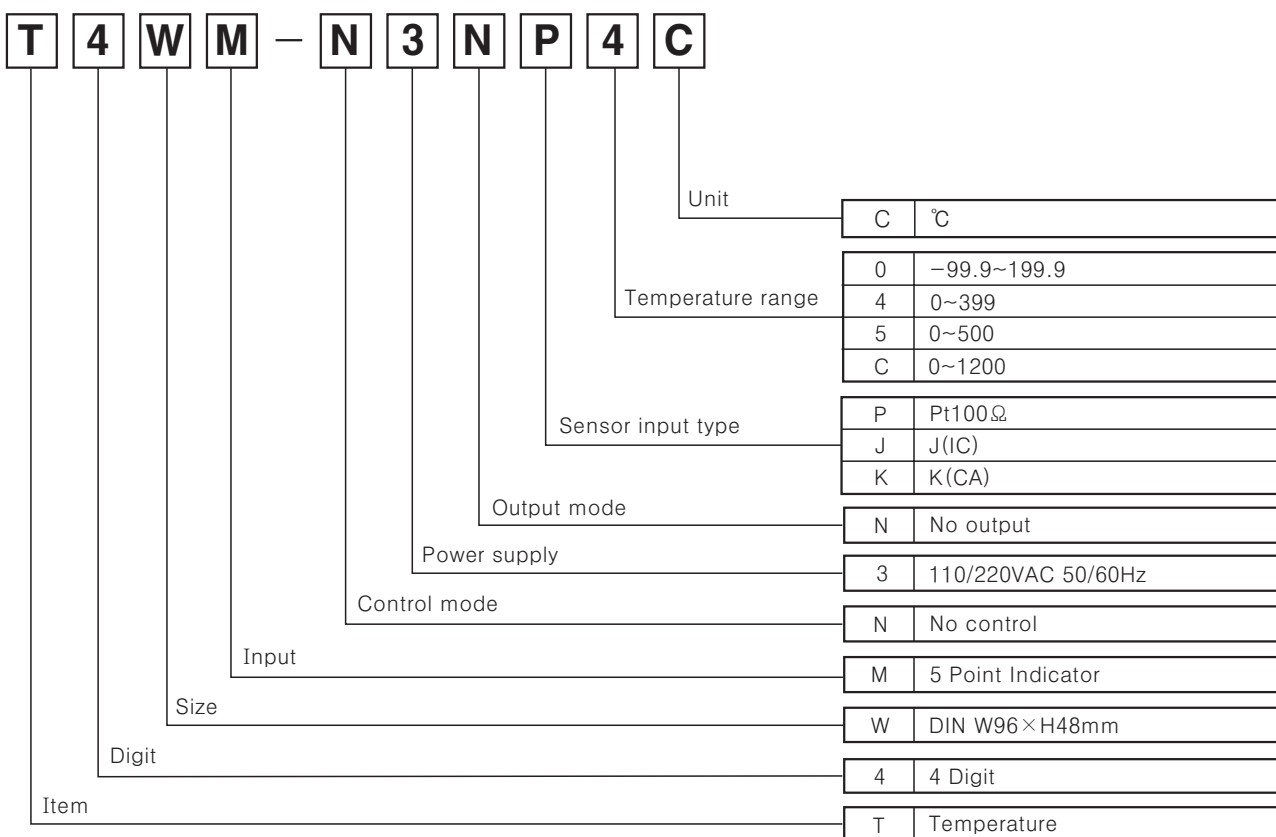 T 4 W M － N 3 N P 4 C
Unit
C ℃
0 －99.9~199.9
Temperature range
4 0~399
5 0~500
C 0~1200
P Pt100Ω
Sensor input type
J J(IC)
K K(CA)
Output mode
N No output
Power supply
3 110/220VAC 50/60Hz
Control mode
N No control
Input
M 5 Point Indicator
Size
W DIN W96×H48mm
Digit
4 4 Digit
Item
T Temperature